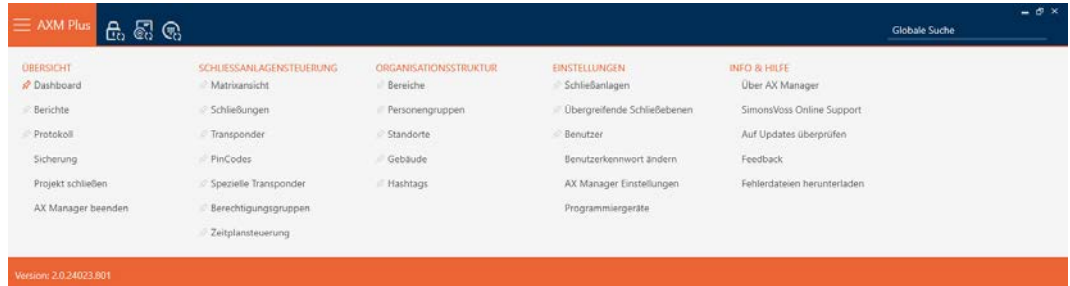 AXM Plus
Globale Suche
ÜBERSICHT
Dashboard
Berichte
Protokoll
Sicherung
Projekt schließen
AX Manager beenden
SCHLIESSANLAGENSTEUERUNG
Matrixansicht
Schließungen
Transponder
PinCodes
Spezielle Transponder
Berechtigungsgruppen
Zeitplansteuerung
ORGANISATIONSSTRUKTUR
Bereiche
Personengruppen
Standorte
Gebäude
Hashtags
EINSTELLUNGEN
Schließanlagen
Übergreifende Schließebenen
Benutzer
Benutzerkennwort ändern
AX Manager Einstellungen
Programmiergeräte
INFO & HILFE
Über AX Manager
SimonsVoss Online Support
Auf Updates überprüfen
Feedback
Fehlerdateien herunterladen
Version: 2.0.24023.801